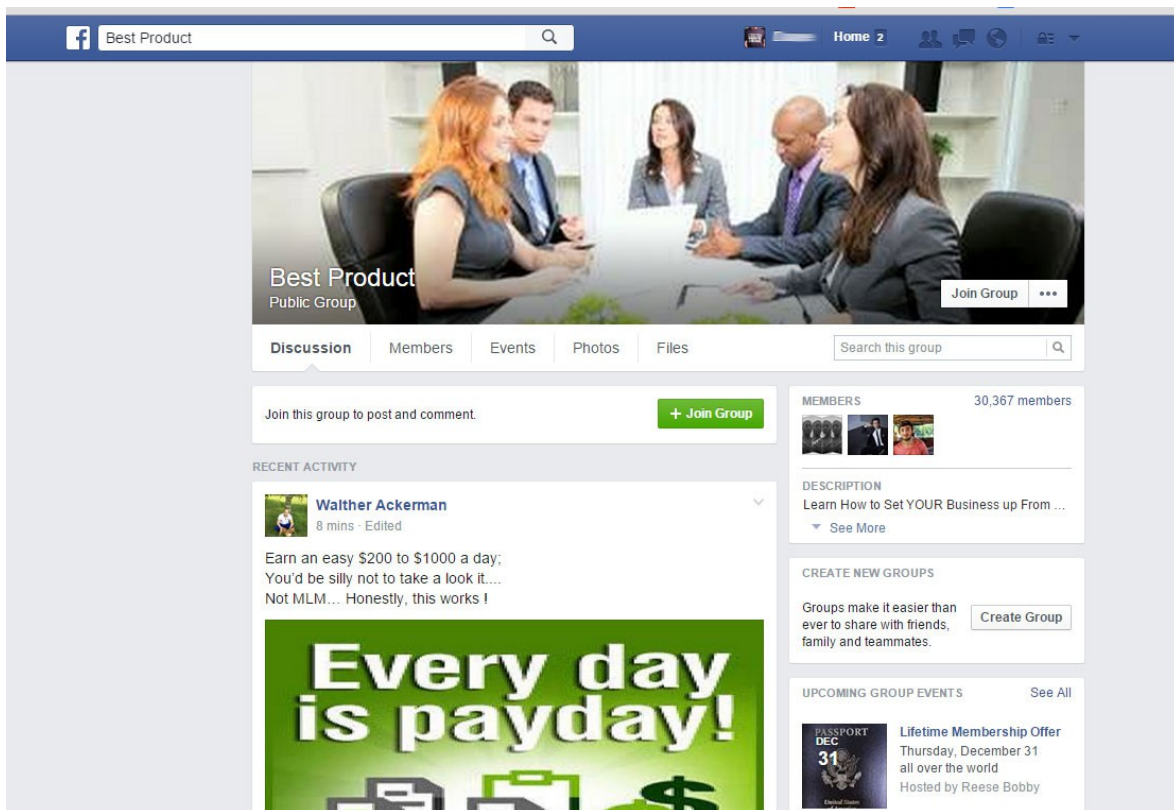 f
Best Product
Home 2
Best Product
Public Group
Join Group
Discussion Members Events Photos Files
Search this group
Join this group to post and comment.
+ Join Group
RECENT ACTIVITY
Walther Ackerman
8 mins · Edited
Earn an easy $200 to $1000 a day;
You'd be silly not to take a look it....
Not MLM... Honestly, this works !
Every day
is payday!
$
MEMBERS 30,367 members
DESCRIPTION
Learn How to Set YOUR Business up From ...
See More
CREATE NEW GROUPS
Groups make it easier than
ever to share with friends,
family and teammates.
Create Group
UPCOMING GROUP EVENTS See All
PASSPORT
DEC
31
United States
of America
Lifetime Membership Offer
Thursday, December 31
all over the world
Hosted by Reese Bobby